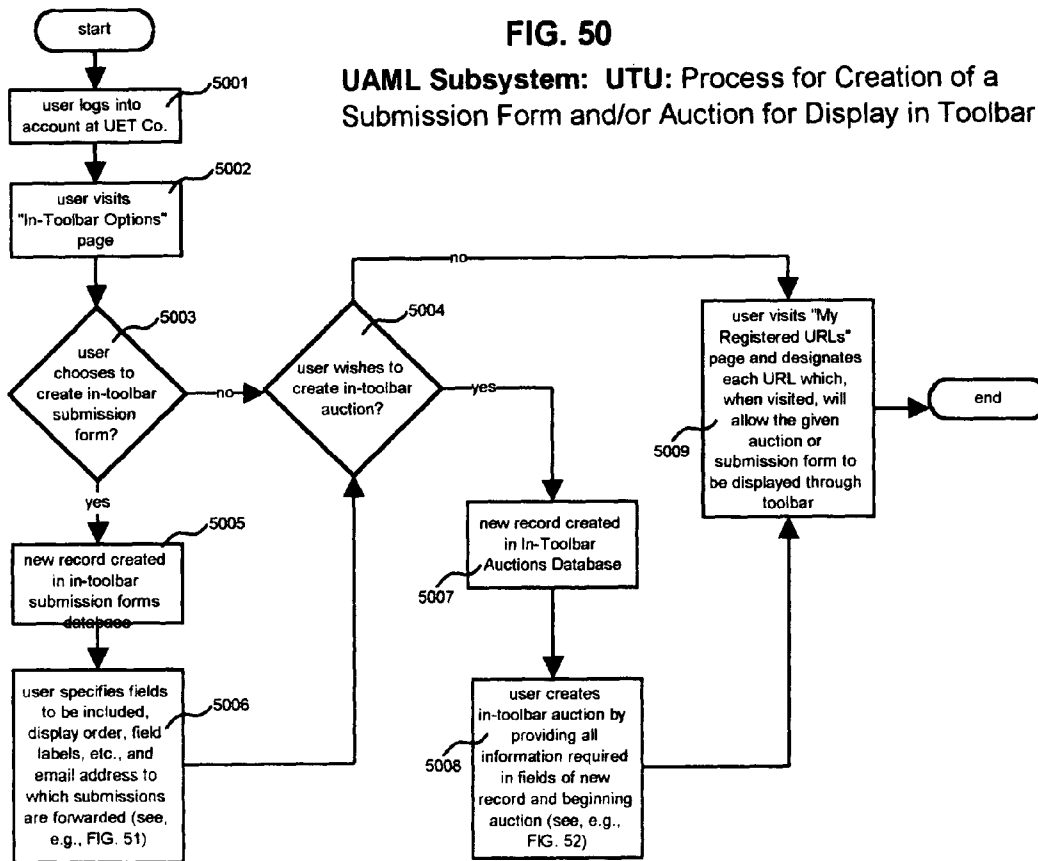 start
FIG. 50
UAML Subsystem: UTU: Process for Creation of a
Submission Form and/or Auction for Display in Toolbar
5001
user logs into
account at UET Co.
5002
user visits
"In-Toolbar Options"
page
5003
user
chooses to
create in-toolbar
submission
form?
no
yes
5004
user wishes to
create in-toolbar
auction?
no
yes
5005
new record created
in in-toolbar
submission forms
database
5006
user specifies fields
to be included,
display order, field
labels, etc., and
email address to
which submissions
are forwarded (see,
e.g., FIG. 51)
new record created
in In-Toolbar
Auctions Database
5007
user creates
in-toolbar auction by
providing all
information required
in fields of new
record and beginning
auction (see, e.g.,
FIG. 52)
5008
user visits "My
Registered URLs"
page and designates
each URL which,
when visited, will
allow the given
auction or
submission form to
be displayed through
toolbar
5009
end